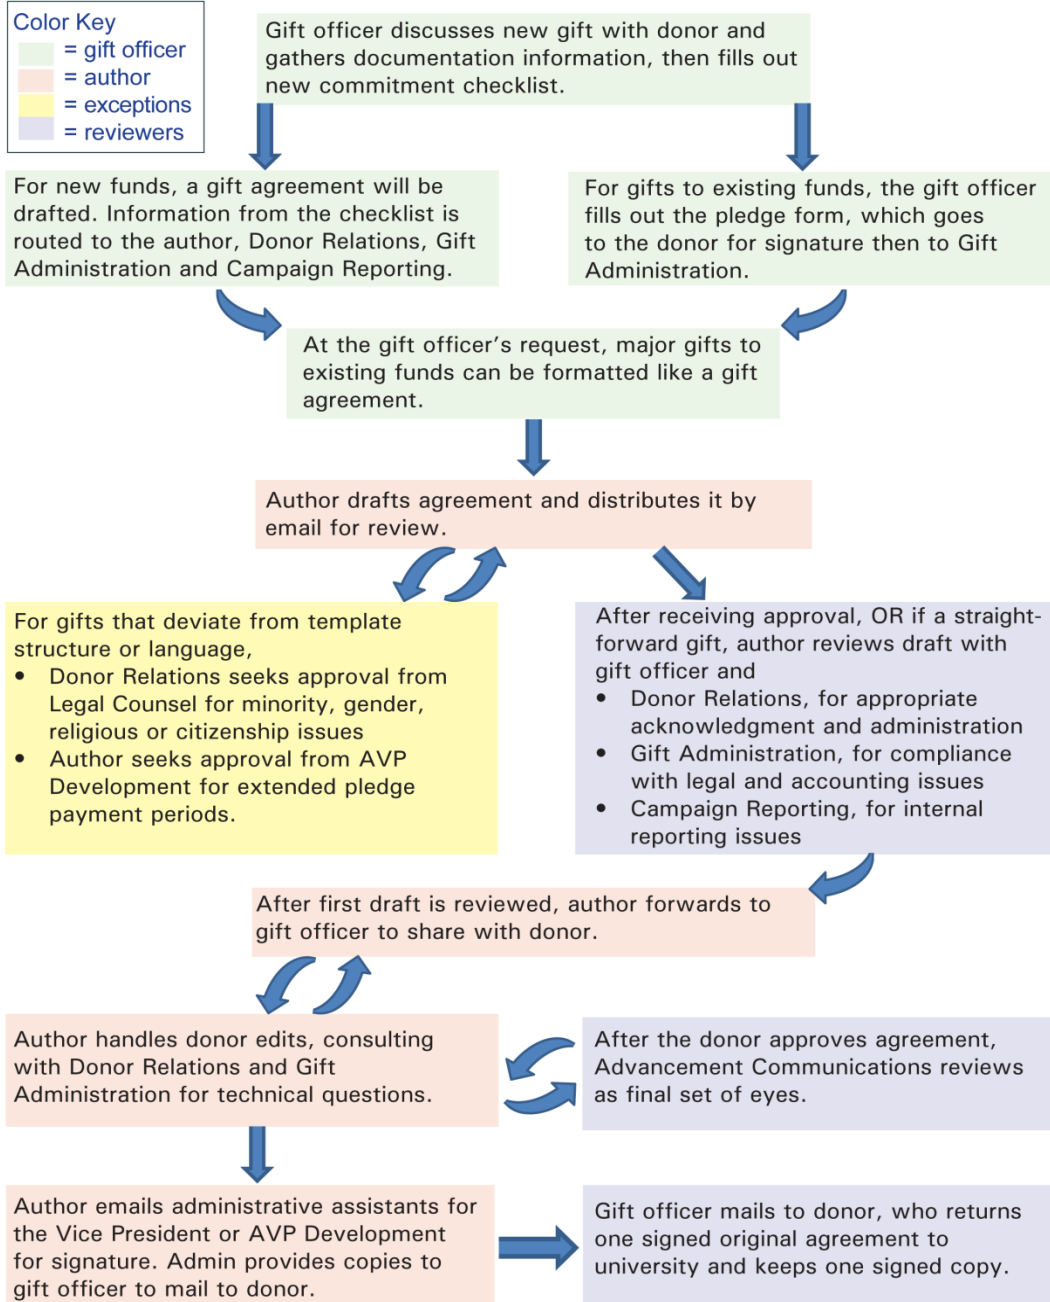 Color Key
= gift officer
= author
= exceptions
= reviewers
Gift officer discusses new gift with donor and
gathers documentation information, then fills out
new commitment checklist.
For new funds, a gift agreement will be
drafted. Information from the checklist is
routed to the author, Donor Relations, Gift
Administration and Campaign Reporting.
For gifts to existing funds, the gift officer
fills out the pledge form, which goes
to the donor for signature then to Gift
Administration.
At the gift officer's request, major gifts to
existing funds can be formatted like a gift
agreement.
Author drafts agreement and distributes it by
email for review.
For gifts that deviate from template
structure or language,
• Donor Relations seeks approval from
Legal Counsel for minority, gender,
religious or citizenship issues
• Author seeks approval from AVP
Development for extended pledge
payment periods.
After receiving approval, OR if a straight-
forward gift, author reviews draft with
gift officer and
• Donor Relations, for appropriate
acknowledgment and administration
• Gift Administration, for compliance
with legal and accounting issues
• Campaign Reporting, for internal
reporting issues
After first draft is reviewed, author forwards to
gift officer to share with donor.
Author handles donor edits, consulting
with Donor Relations and Gift
Administration for technical questions.
After the donor approves agreement,
Advancement Communications reviews
as final set of eyes.
Author emails administrative assistants for
the Vice President or AVP Development
for signature. Admin provides copies to
gift officer to mail to donor.
Gift officer mails to donor, who returns
one signed original agreement to
university and keeps one signed copy.